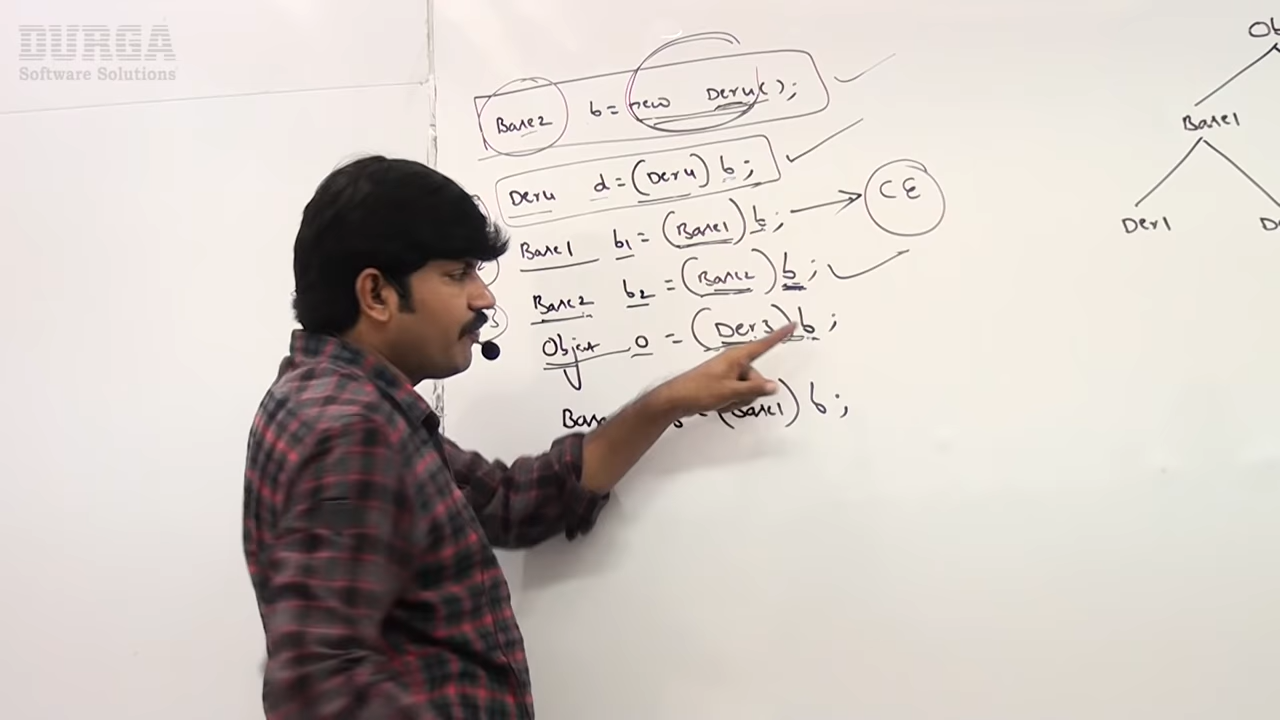 DURGA
Software Solutions
Base2 b = new Der4();
Der4 d = (Der4) b;
Base1 b1 = (Base1) b; → CE
Base2 b2 = (Base2) b;
Object o = (Der3) b;
(Base1) b;
Base1
Der1